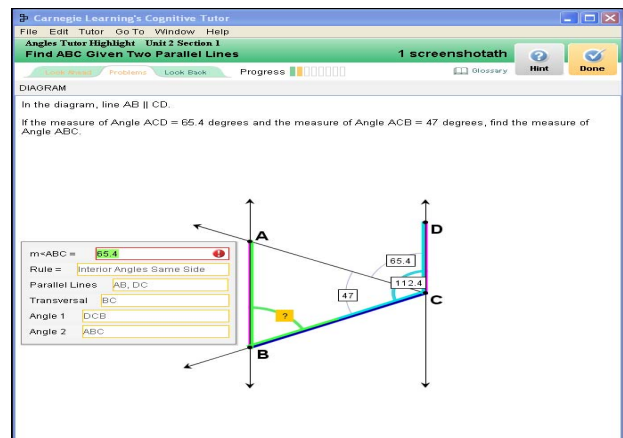 Carnegie Learning's Cognitive Tutor
File Edit Tutor Go To Window Help
Angles Tutor Highlight Unit 2 Section 1
Find ABC Given Two Parallel Lines
1 screenshotath
Hint
Done
Look Ahead Problems Look Back Progress
Glossary
DIAGRAM
In the diagram, line AB || CD.
If the measure of Angle ACD = 65.4 degrees and the measure of Angle ACB = 47 degrees, find the measure of
Angle ABC.
A
D
65.4
112.4
47
C
?
B
m<ABC = 65.4
Rule = Interior Angles Same Side
Parallel Lines AB, DC
Transversal BC
Angle 1 DCB
Angle 2 ABC